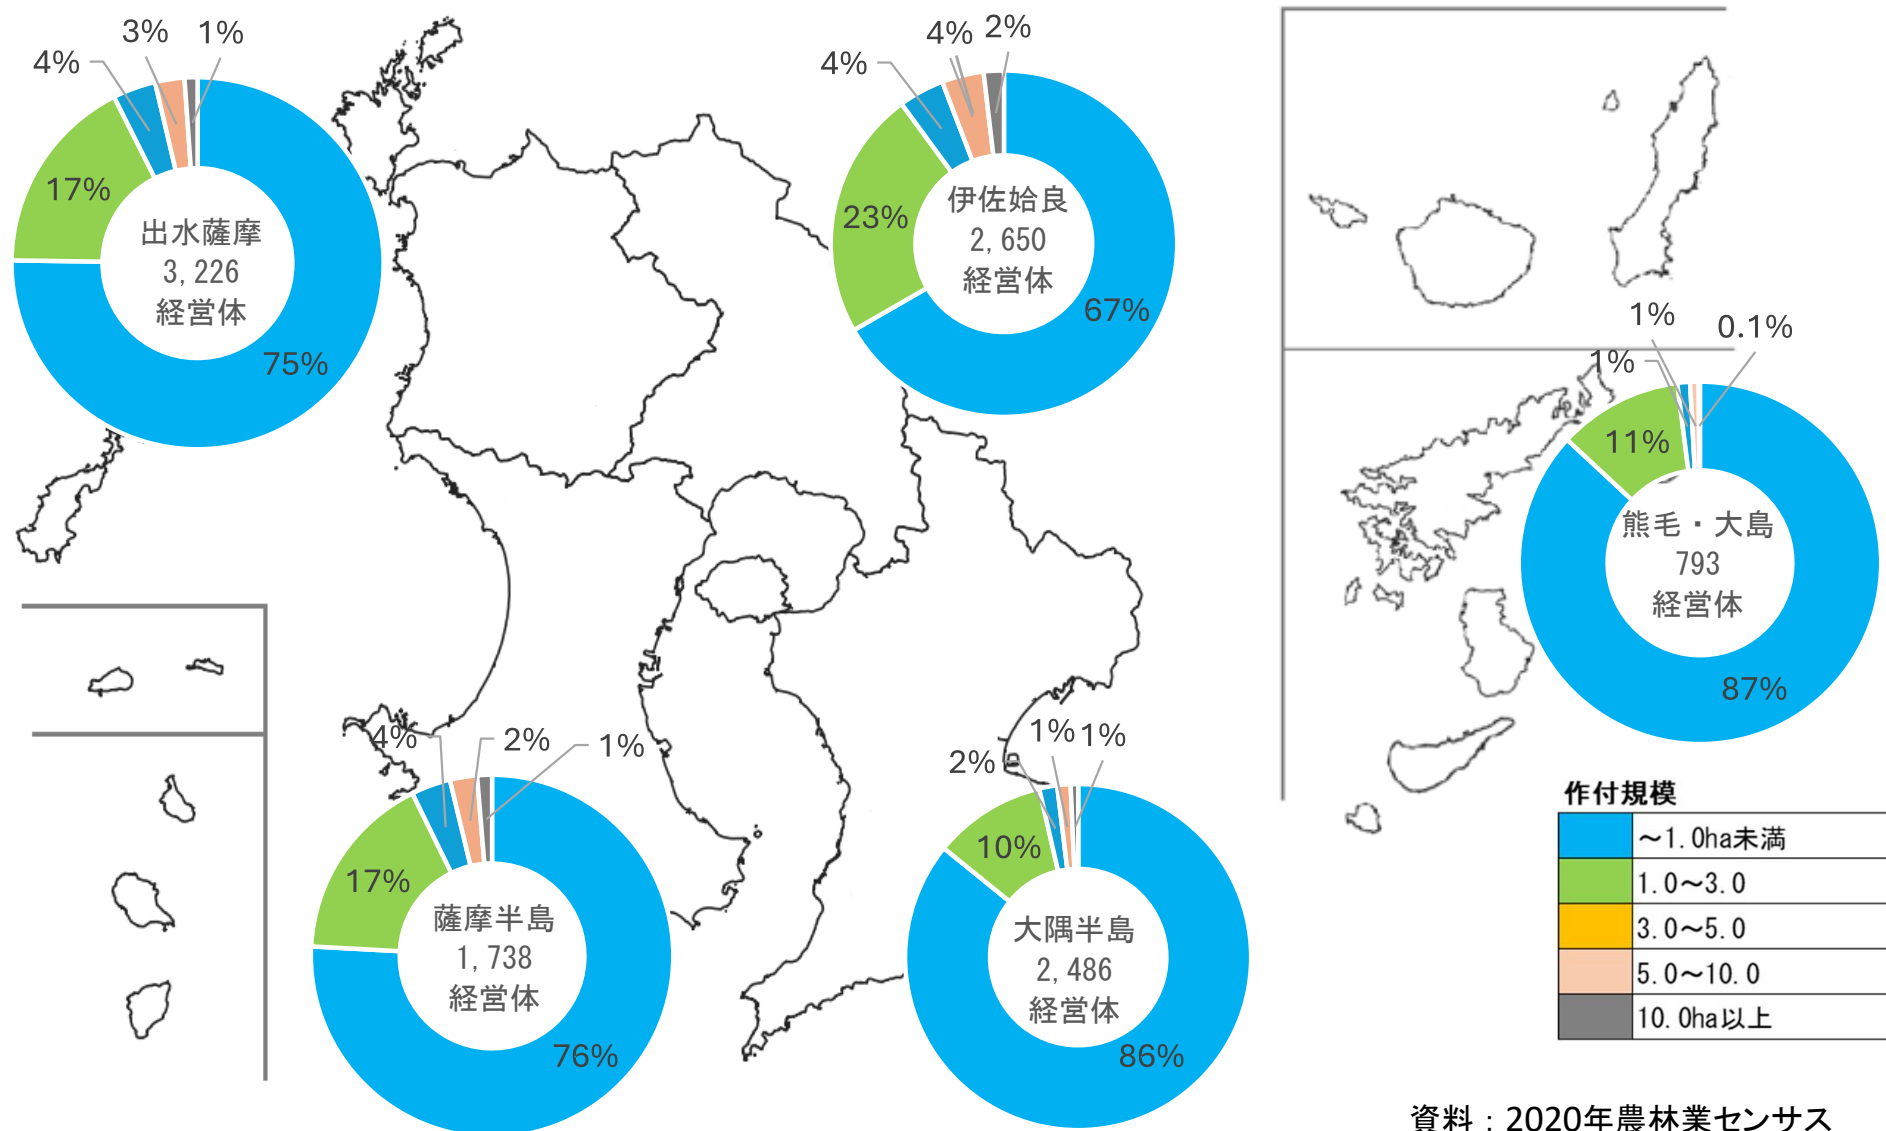 4%
3%
1%
17%
出水薩摩
3,226
経営体
75%
4%
4%
2%
23%
伊佐姶良
2,650
経営体
67%
1%
1%
0.1%
11%
熊毛・大島
793
経営体
87%
4%
2%
1%
17%
薩摩半島
1,738
経営体
76%
2%
1%
1%
10%
大隅半島
2,486
経営体
86%
作付規模
～1.0ha未満
1.0～3.0
3.0～5.0
5.0～10.0
10.0ha以上
資料：2020年農林業センサス